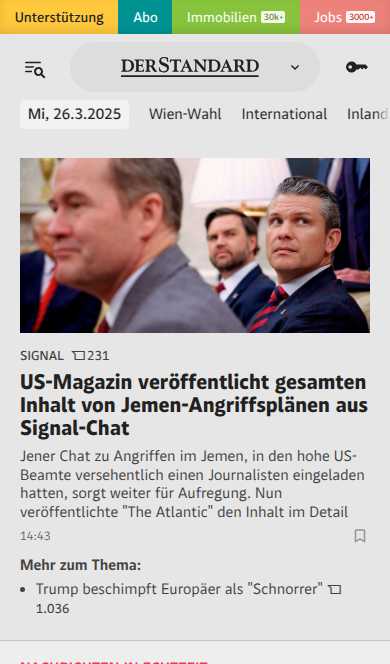 Unterstützung Abo Immobilien 30k+ Jobs 3000+
DERSTANDARD
Mi, 26.3.2025 Wien-Wahl International Inland
SIGNAL 231
US-Magazin veröffentlicht gesamten
Inhalt von Jemen-Angriffsplänen aus
Signal-Chat
Jener Chat zu Angriffen im Jemen, in den hohe US-
Beamte versehentlich einen Journalisten eingeladen
hatten, sorgt weiter für Aufregung. Nun
veröffentlichte "The Atlantic" den Inhalt im Detail
14:43
Mehr zum Thema:
• Trump beschimpft Europäer als "Schnorrer"
1.036
NACHRICHTEN IN ECHTZEIT